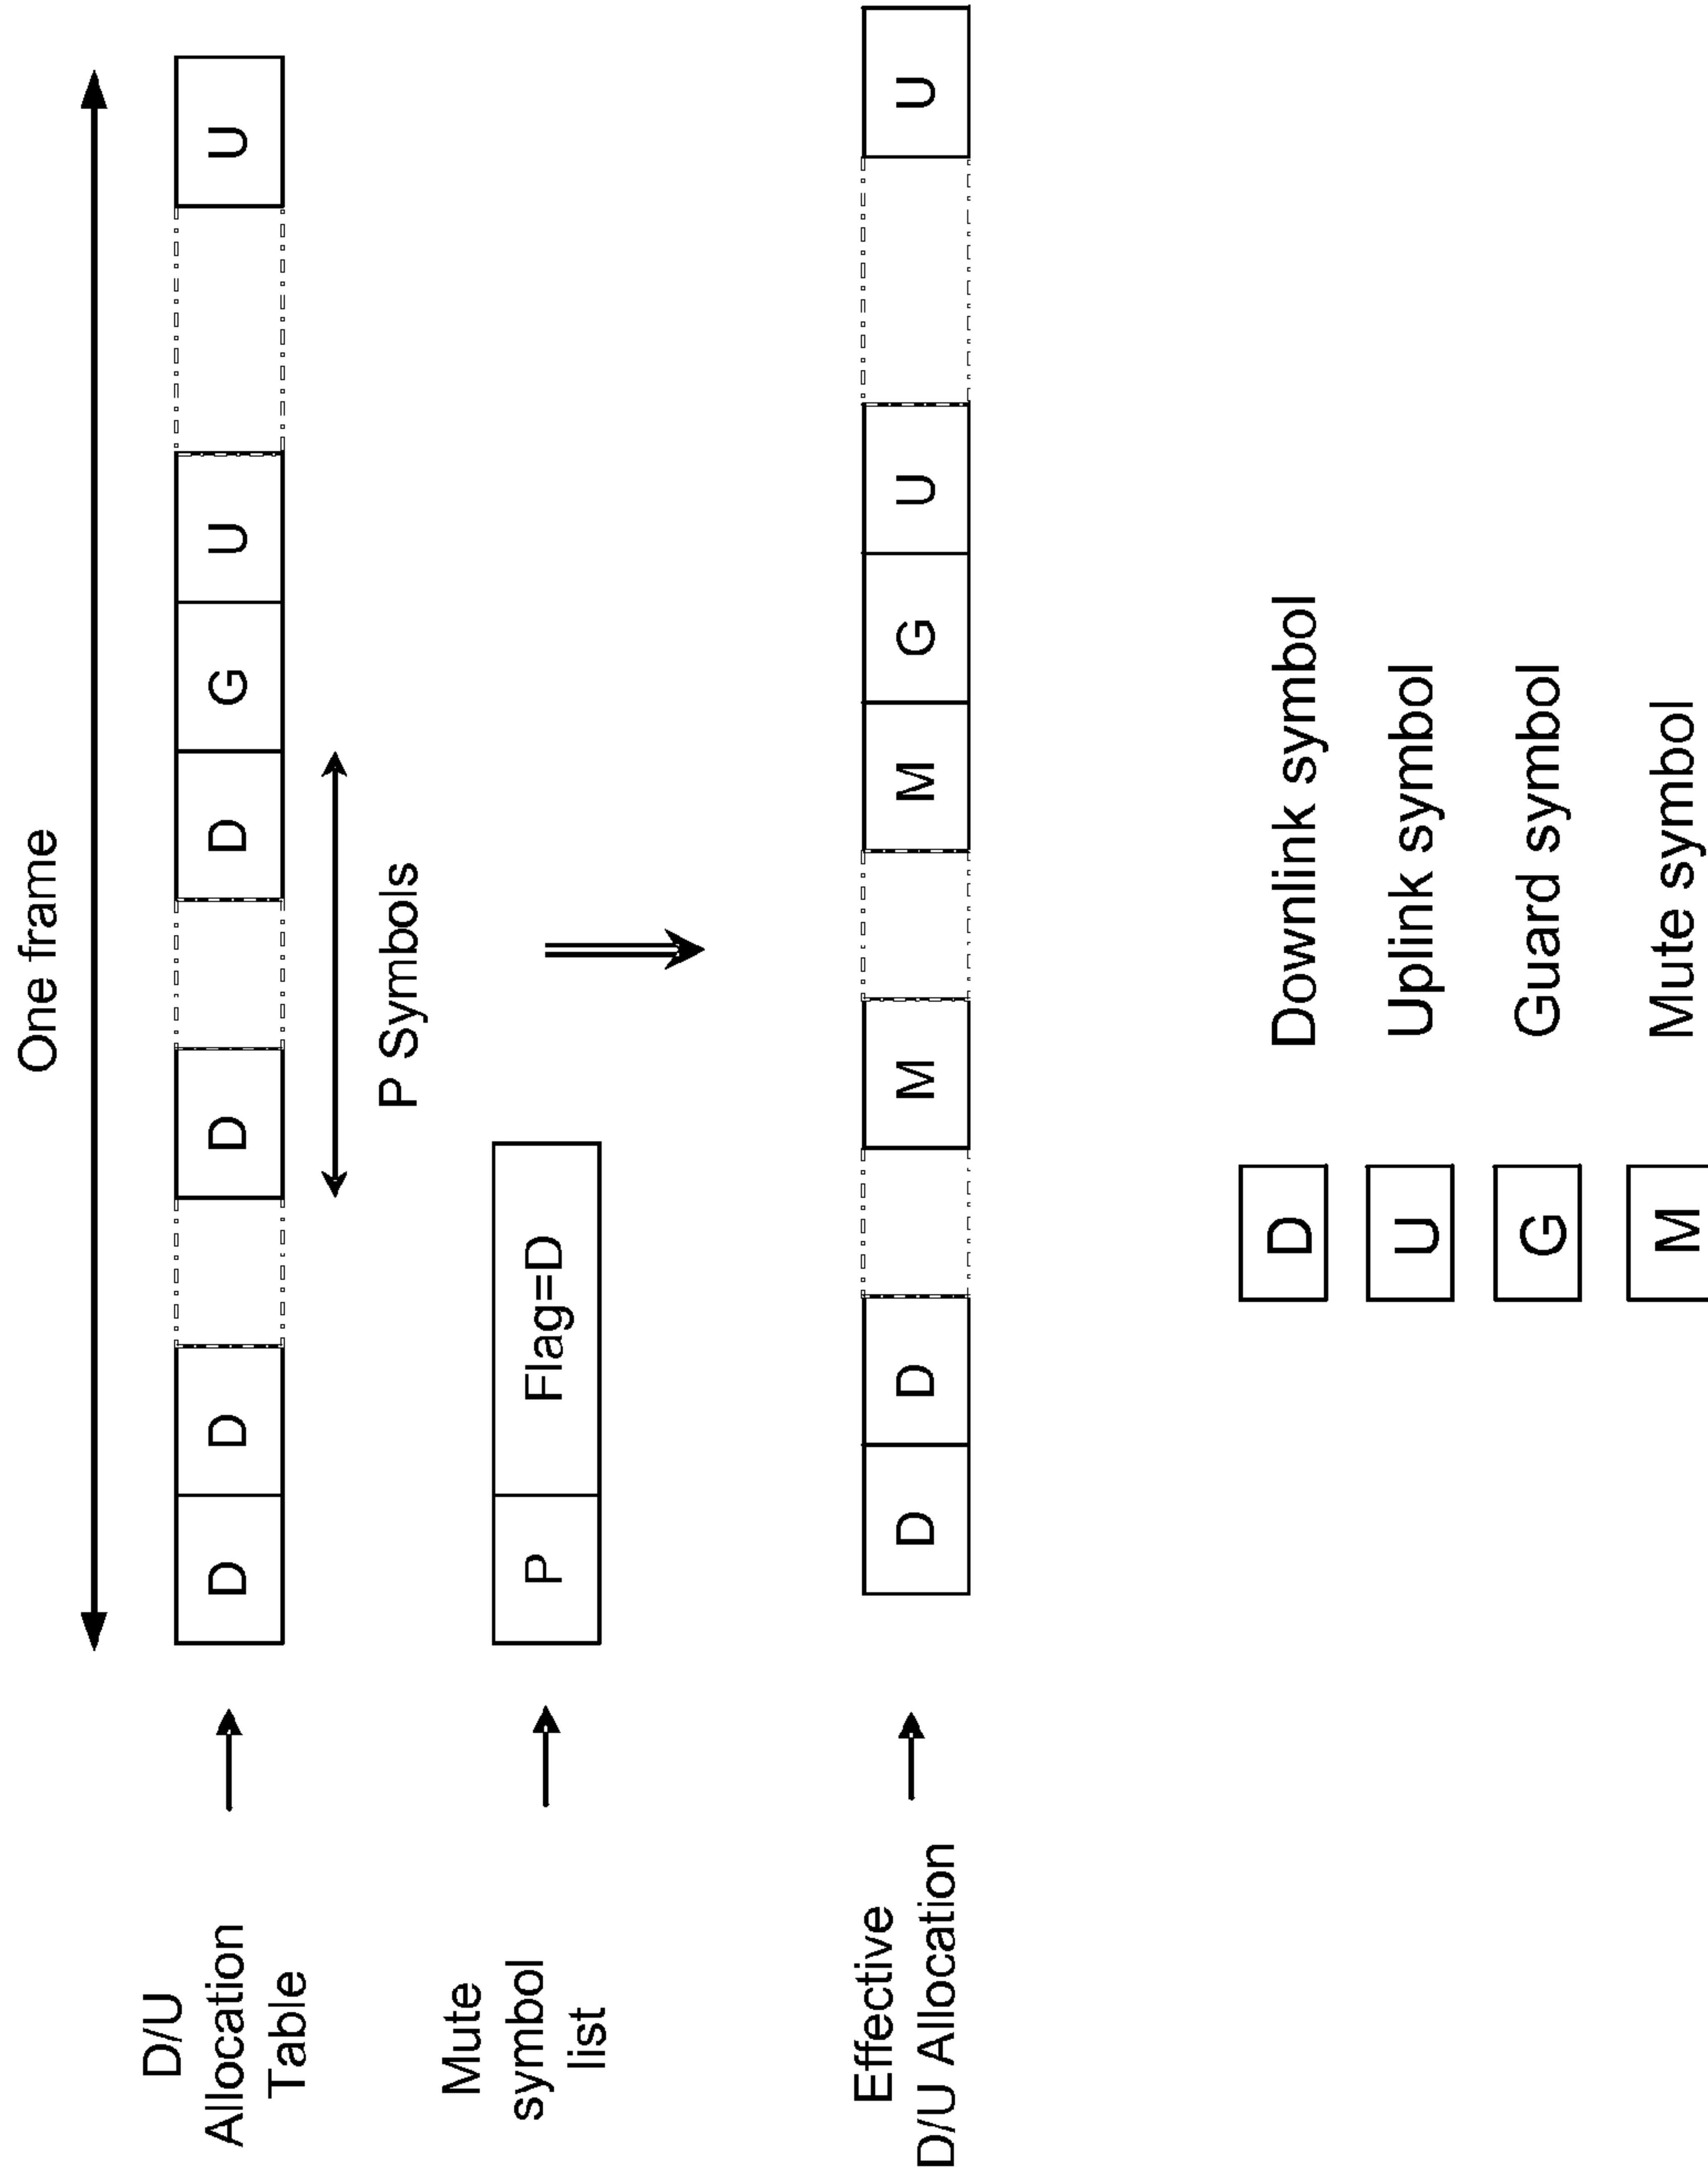 One frame
D/U
Allocation
Table
D D D D G U U
P Symbols
Mute
symbol
list
P Flag=D
Effective
D/U Allocation
D D M M G U U
D Downlink symbol
U Uplink symbol
G Guard symbol
M Mute symbol